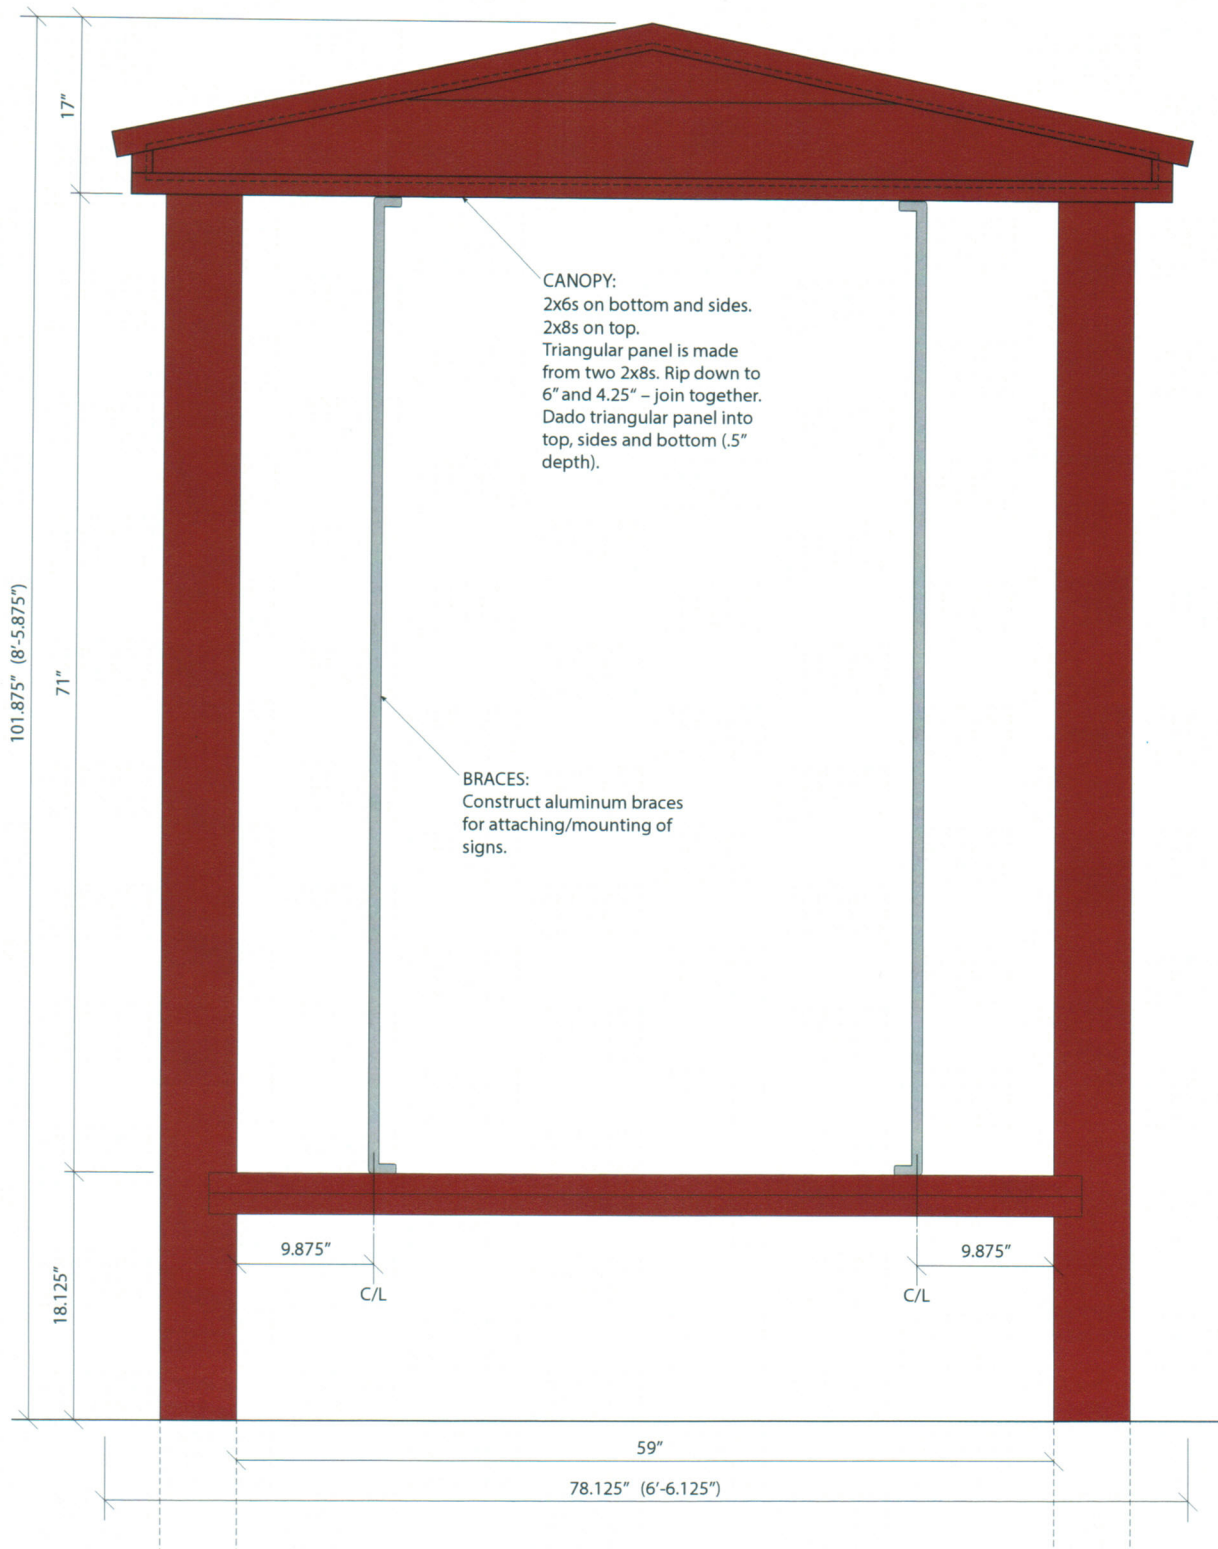 17"
CANOPY:
2x6s on bottom and sides.
2x8s on top.
Triangular panel is made
from two 2x8s. Rip down to
6" and 4.25" – join together.
Dado triangular panel into
top, sides and bottom (.5"
depth).
101.875" (8'-5.875")
71"
BRACES:
Construct aluminum braces
for attaching/mounting of
signs.
18.125"
9.875"
9.875"
C/L
C/L
59"
78.125" (6'-6.125")